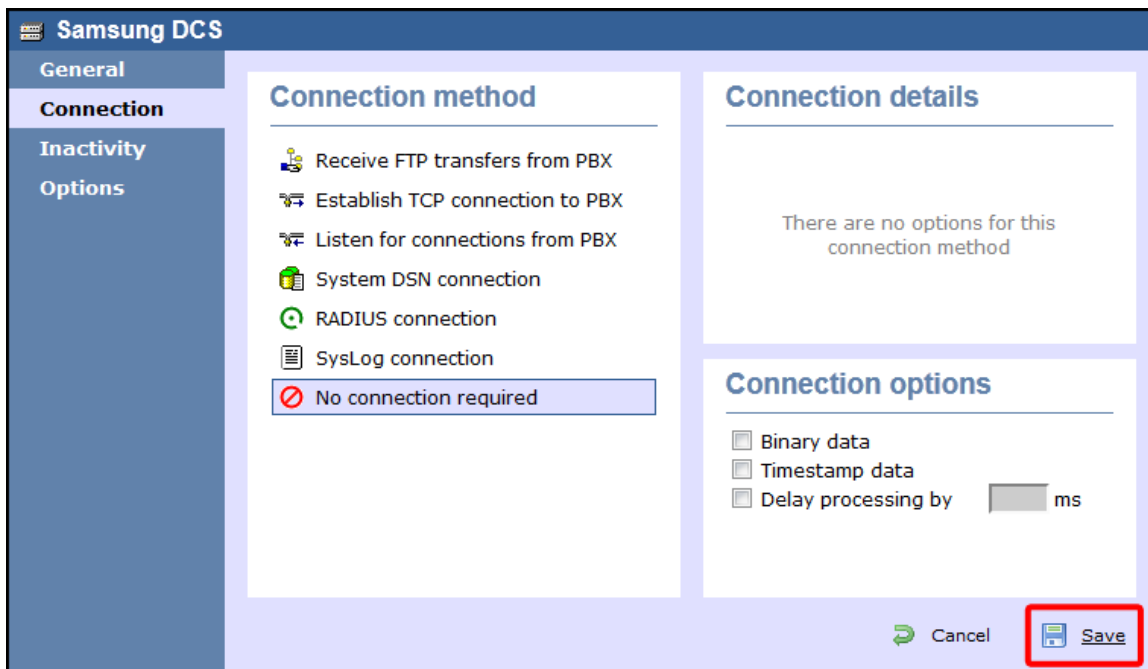 Samsung DCS
General
Connection
Inactivity
Options
Connection method
Receive FTP transfers from PBX
Establish TCP connection to PBX
Listen for connections from PBX
System DSN connection
RADIUS connection
SysLog connection
No connection required
Connection details
There are no options for this
connection method
Connection options
Binary data
Timestamp data
Delay processing by ms
Cancel
Save